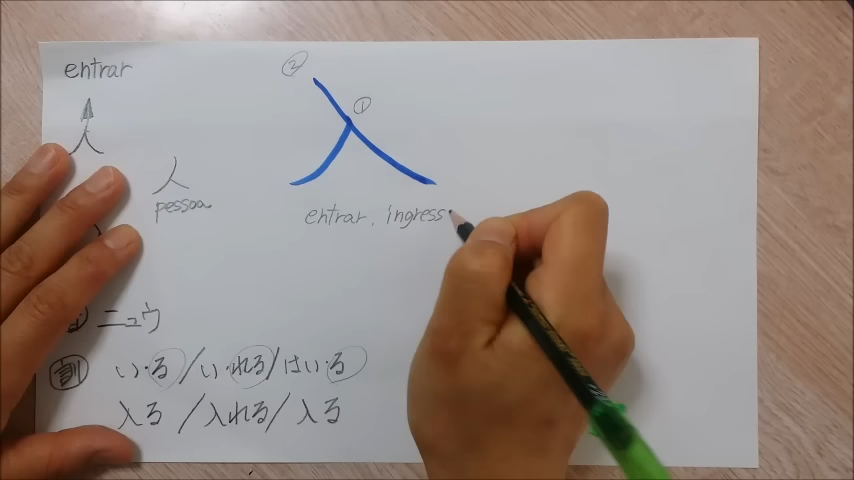 entrar
②
①
人
人
pessoa
入
entrar, ingress
ニュウ
訓 い・る/い・れる/はい・る
入る/入れる/入る